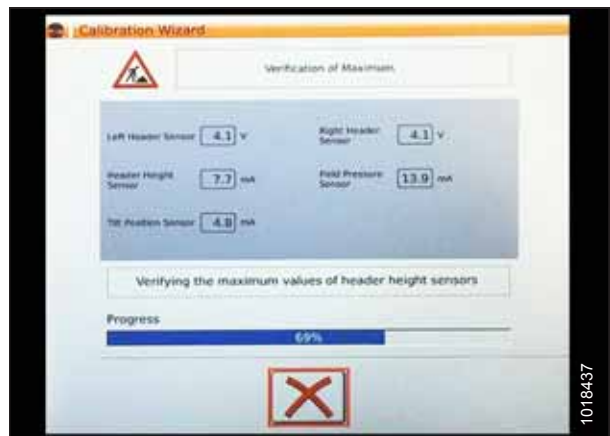 Calibration Wizard
Verification of Maximum
Left Header Sensor 4.1 V
Right Header Sensor 4.1 V
Header Height Sensor 7.7 mA
Field Pressure Sensor 13.9 mA
Tilt Position Sensor 4.8 mA
Verifying the maximum values of header height sensors
Progress
69%
1018437